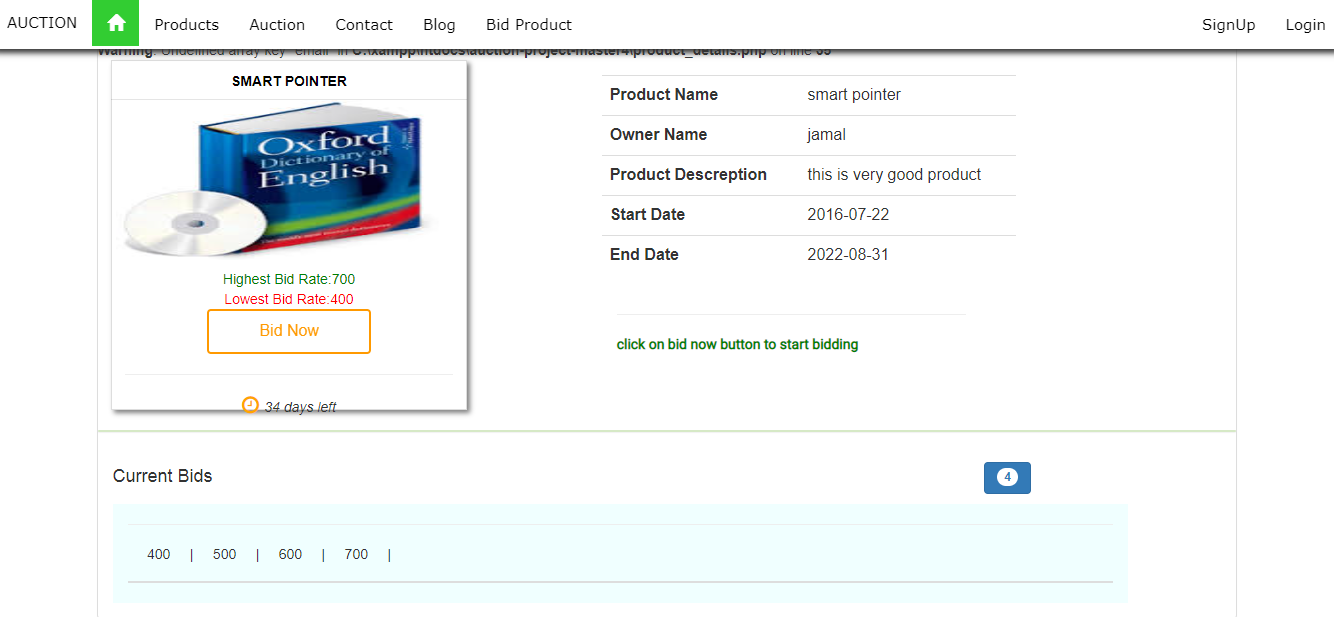 AUCTION Products Auction Contact Blog Bid Product SignUp Login
Warning: Undefined array key "email" in C:\xampp\htdocs\auction-project-master4\product_details.php on line
SMART POINTER
Oxford
Dictionary of
English
Highest Bid Rate:700
Lowest Bid Rate:400
Bid Now
34 days left
Product Name smart pointer
Owner Name jamal
Product Descreption this is very good product
Start Date 2016-07-22
End Date 2022-08-31
click on bid now button to start bidding
Current Bids 4
400 | 500 | 600 | 700 |